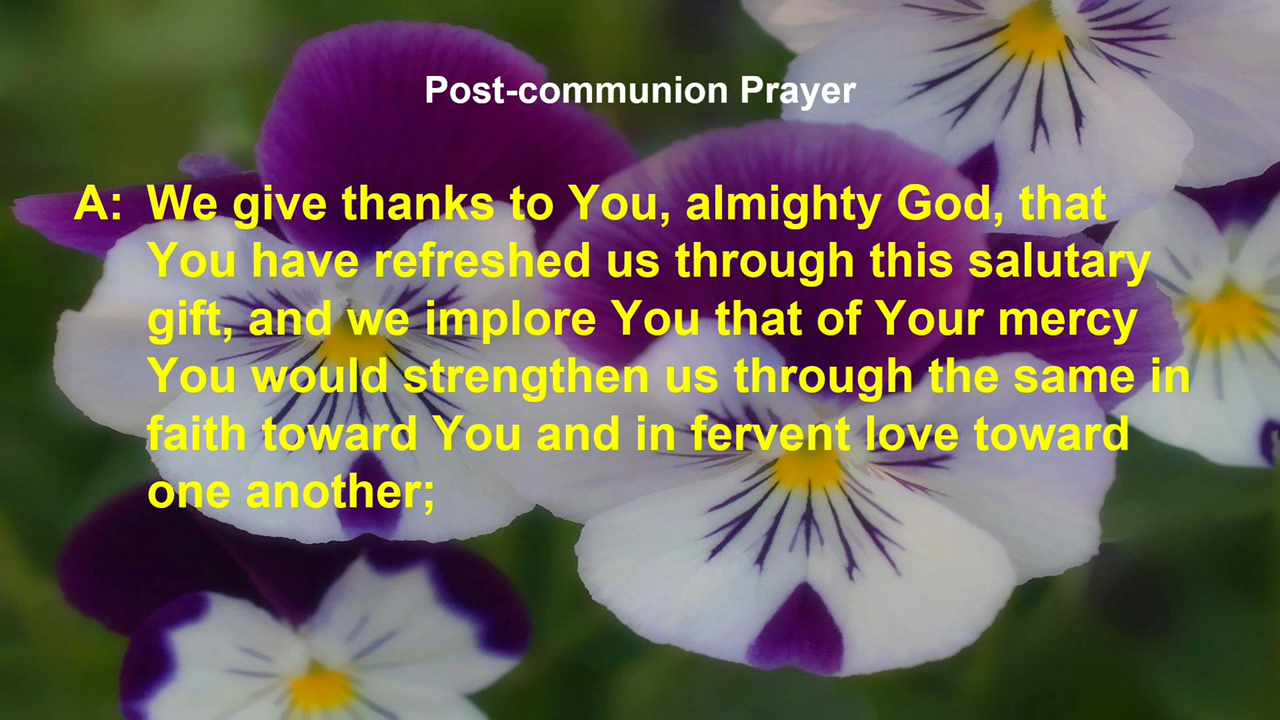 Post-communion Prayer
A: We give thanks to You, almighty God, that
You have refreshed us through this salutary
gift, and we implore You that of Your mercy
You would strengthen us through the same in
faith toward You and in fervent love toward
one another;